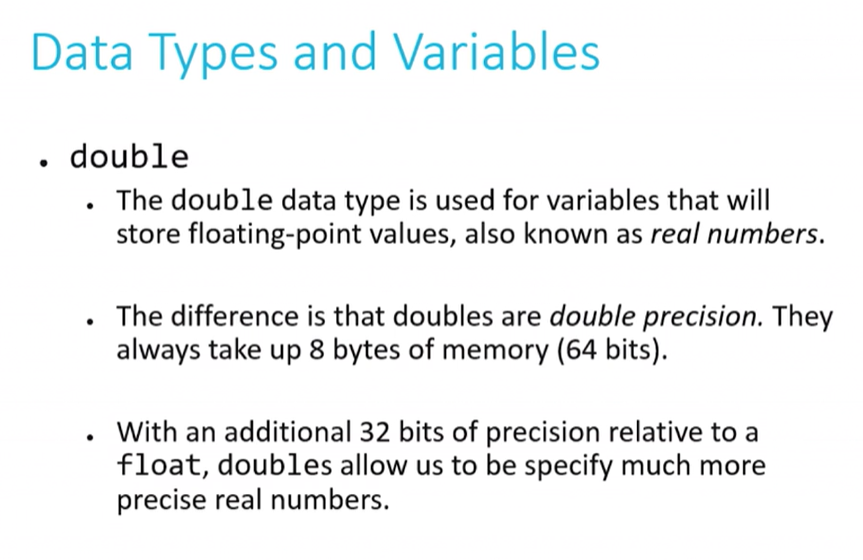 Data Types and Variables
• double
• The double data type is used for variables that will
store floating-point values, also known as real numbers.
• The difference is that doubles are double precision. They
always take up 8 bytes of memory (64 bits).
• With an additional 32 bits of precision relative to a
float, doubles allow us to be specify much more
precise real numbers.